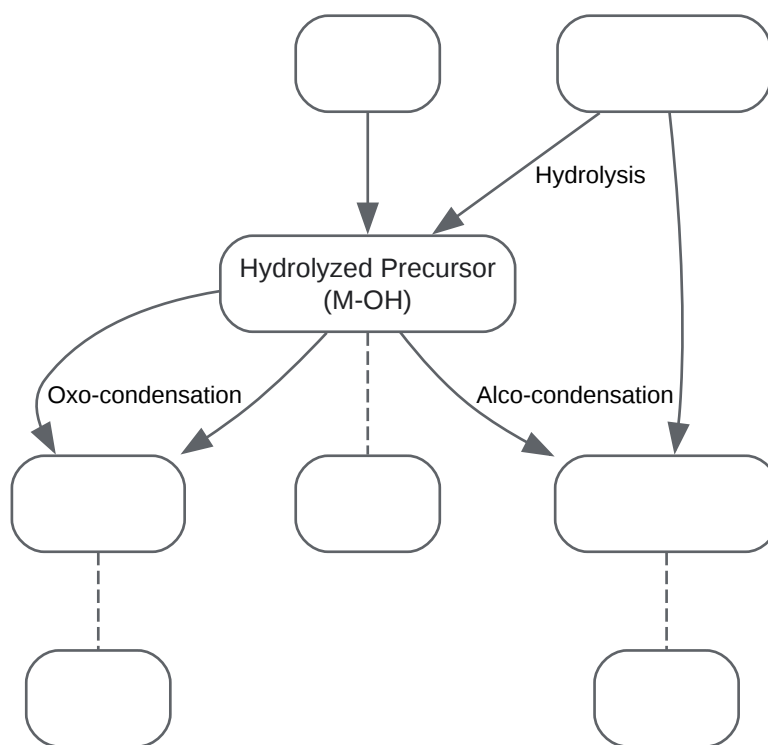 Hydrolysis
Hydrolyzed Precursor
(M-OH)
Oxo-condensation
Alco-condensation